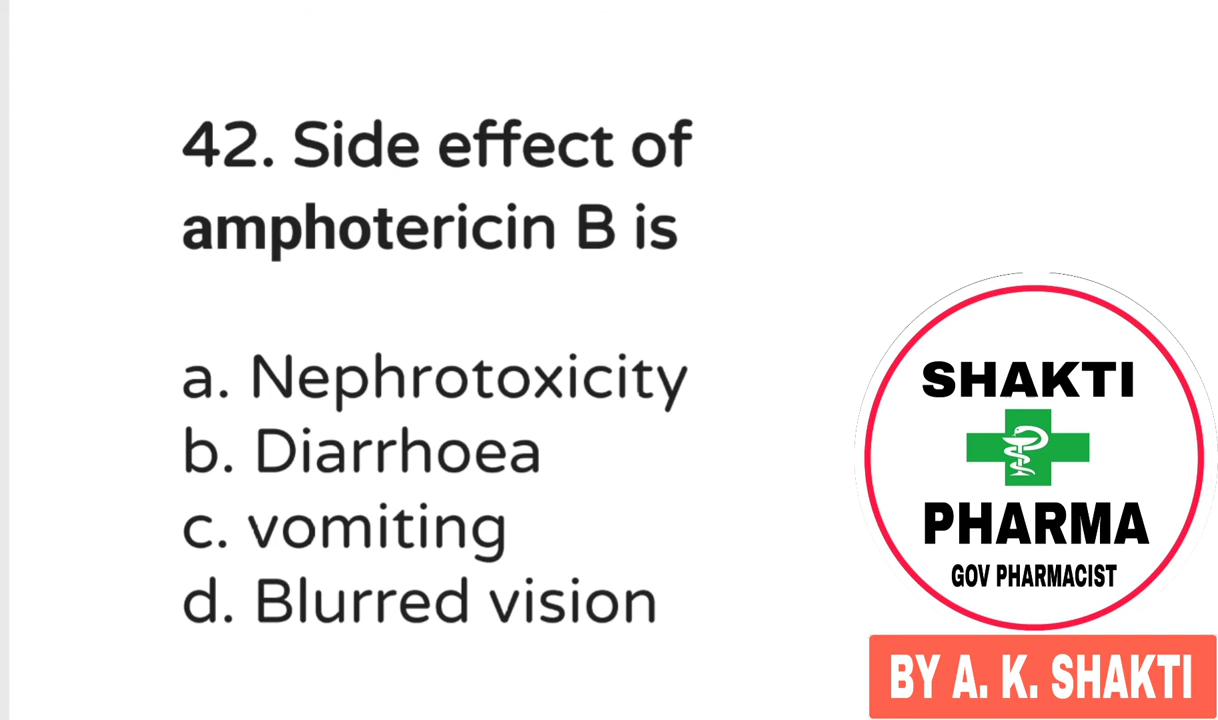 42. Side effect of
amphotericin B is
a. Nephrotoxicity
b. Diarrhoea
c. vomiting
d. Blurred vision
SHAKTI
PHARMA
GOV PHARMACIST
BY A. K. SHAKTI